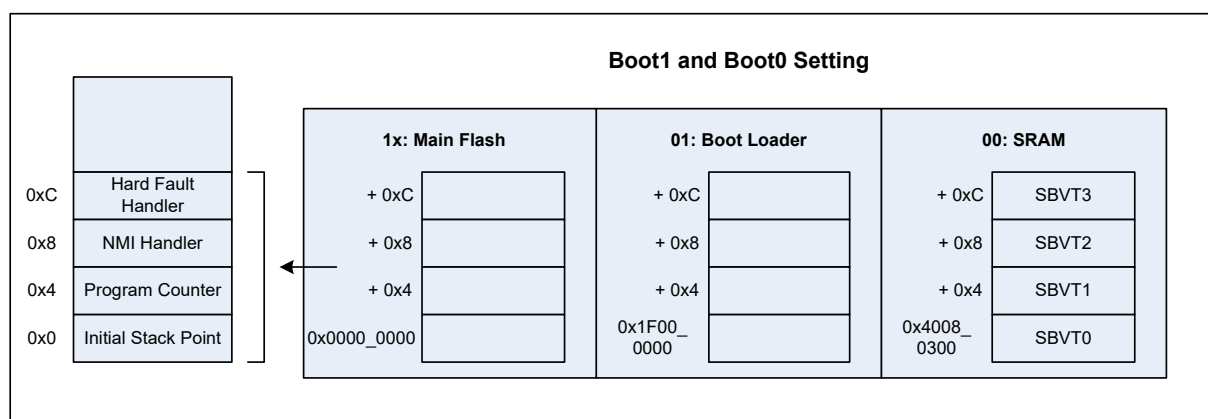 Boot1 and Boot0 Setting
1x: Main Flash
01: Boot Loader
00: SRAM
0xC
Hard Fault
Handler
+ 0xC
+ 0xC
+ 0xC
SBVT3
0x8
NMI Handler
+ 0x8
+ 0x8
+ 0x8
SBVT2
0x4
Program Counter
+ 0x4
+ 0x4
+ 0x4
SBVT1
0x0
Initial Stack Point
0x0000_0000
0x1F00_
0000
0x4008_
0300
SBVT0